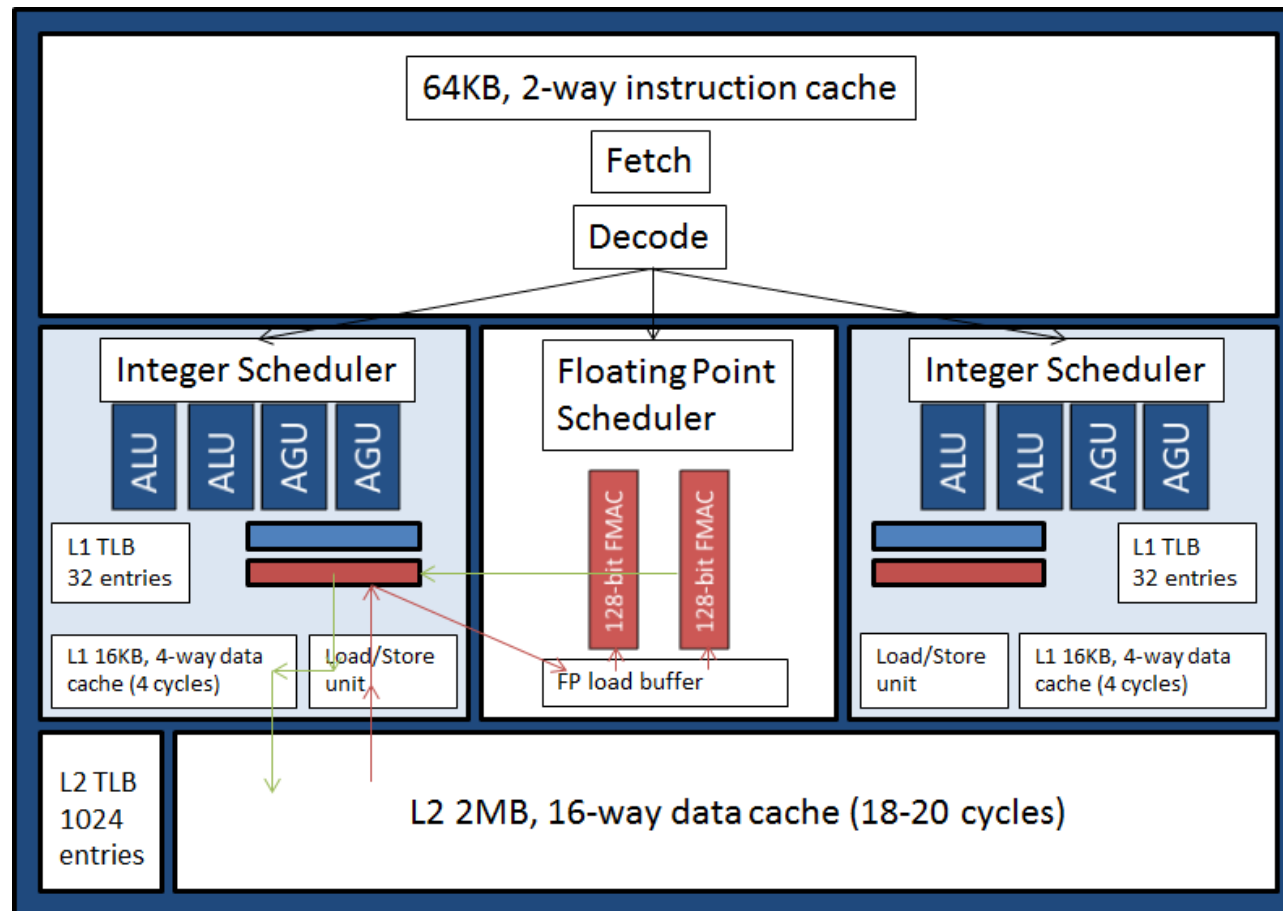 64KB, 2-way instruction cache
Fetch
Decode
Integer Scheduler
ALU
ALU
AGU
AGU
L1 TLB
32 entries
L1 16KB, 4-way data
cache (4 cycles)
Load/Store
unit
Floating Point
Scheduler
128-bit FMAC
128-bit FMAC
FP load buffer
Integer Scheduler
ALU
ALU
AGU
AGU
L1 TLB
32 entries
Load/Store
unit
L1 16KB, 4-way data
cache (4 cycles)
L2 TLB
1024
entries
L2 2MB, 16-way data cache (18-20 cycles)